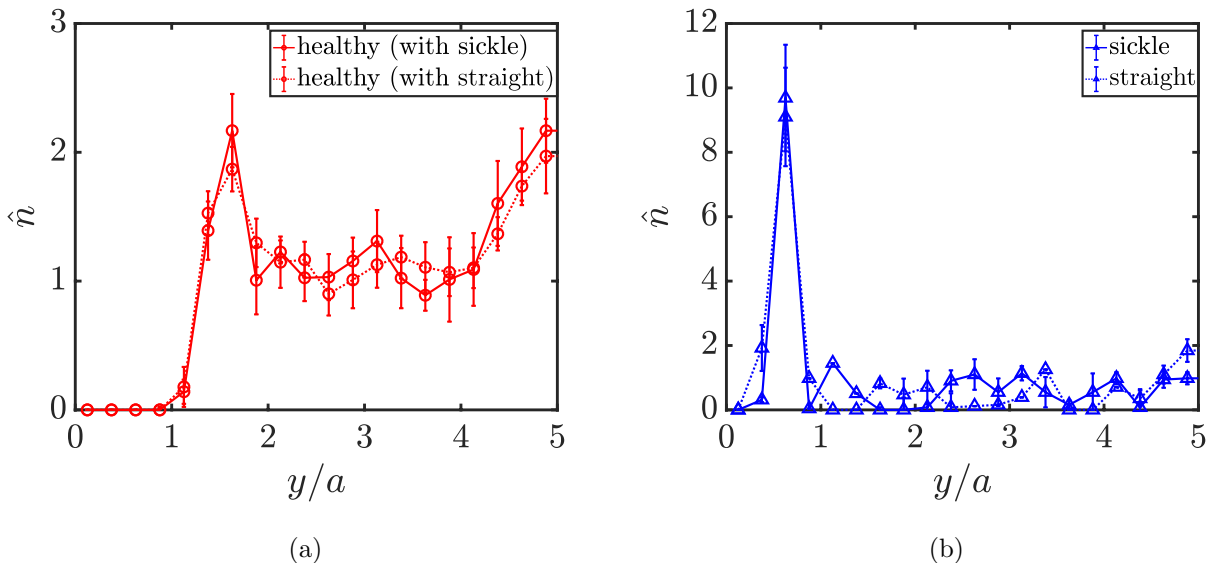 3
2
1
0
n̂
healthy (with sickle)
healthy (with straight)
0 1 2 3 4 5
y/a
(a)
12
10
8
6
4
2
0
n̂
sickle
straight
0 1 2 3 4 5
y/a
(b)